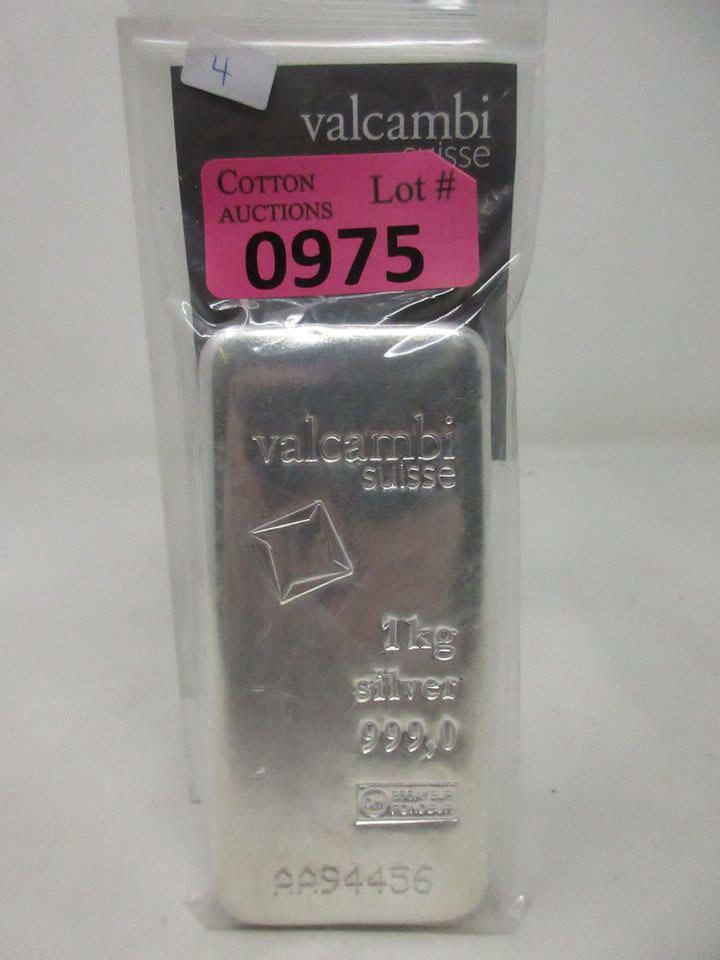 4
valcambi
suisse
COTTON
AUCTIONS
Lot #
0975
valcambi
suisse
1kg
silver
999,0
ESSAYEUR
FONDEUR
AA94456